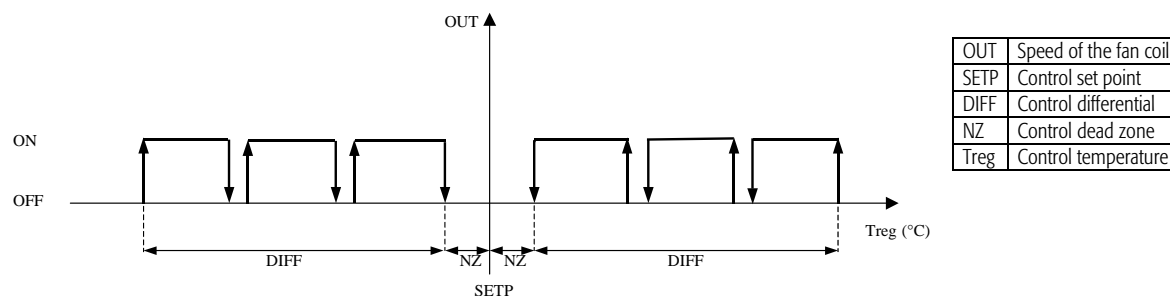 OUT
ON
OFF
Treg (°C)
DIFF NZ NZ DIFF
SETP
OUT Speed of the fan coil
SETP Control set point
DIFF Control differential
NZ Control dead zone
Treg Control temperature